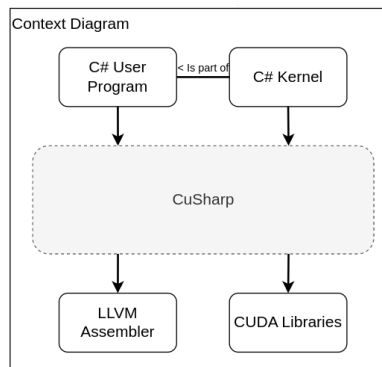 Context Diagram
C# User
Program
< Is part of
C# Kernel
CuSharp
LLVM
Assembler
CUDA Libraries